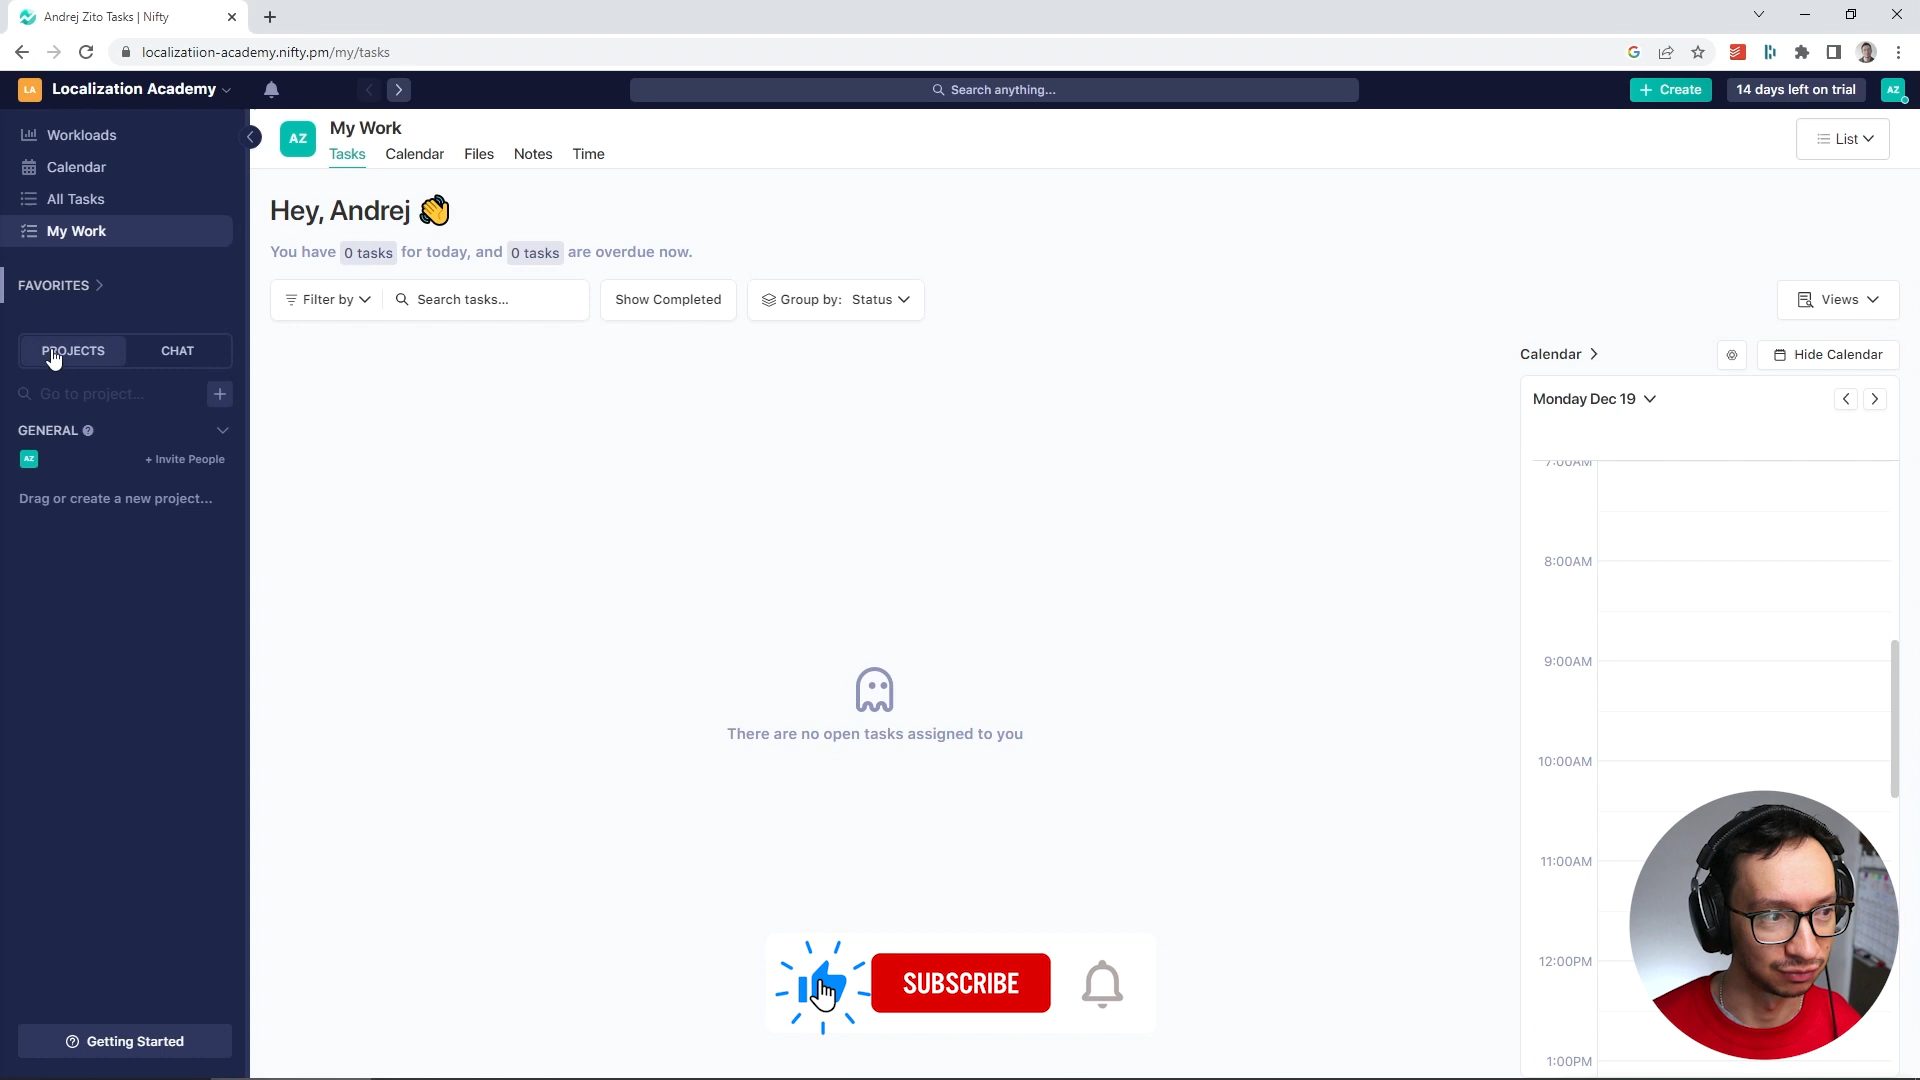 Andrej Zito Tasks | Nifty
localizatiion-academy.nifty.pm/my/tasks
LA Localization Academy
Search anything...
+ Create
14 days left on trial
AZ
Workloads
Calendar
All Tasks
My Work
FAVORITES
PROJECTS
CHAT
Go to project...
GENERAL
AZ
+ Invite People
Drag or create a new project...
Getting Started
AZ
My Work
Tasks Calendar Files Notes Time
List
Hey, Andrej
You have 0 tasks for today, and 0 tasks are overdue now.
Filter by
Search tasks...
Show Completed
Group by: Status
Views
There are no open tasks assigned to you
Calendar
Hide Calendar
Monday Dec 19
7:00AM
8:00AM
9:00AM
10:00AM
11:00AM
12:00PM
1:00PM
SUBSCRIBE